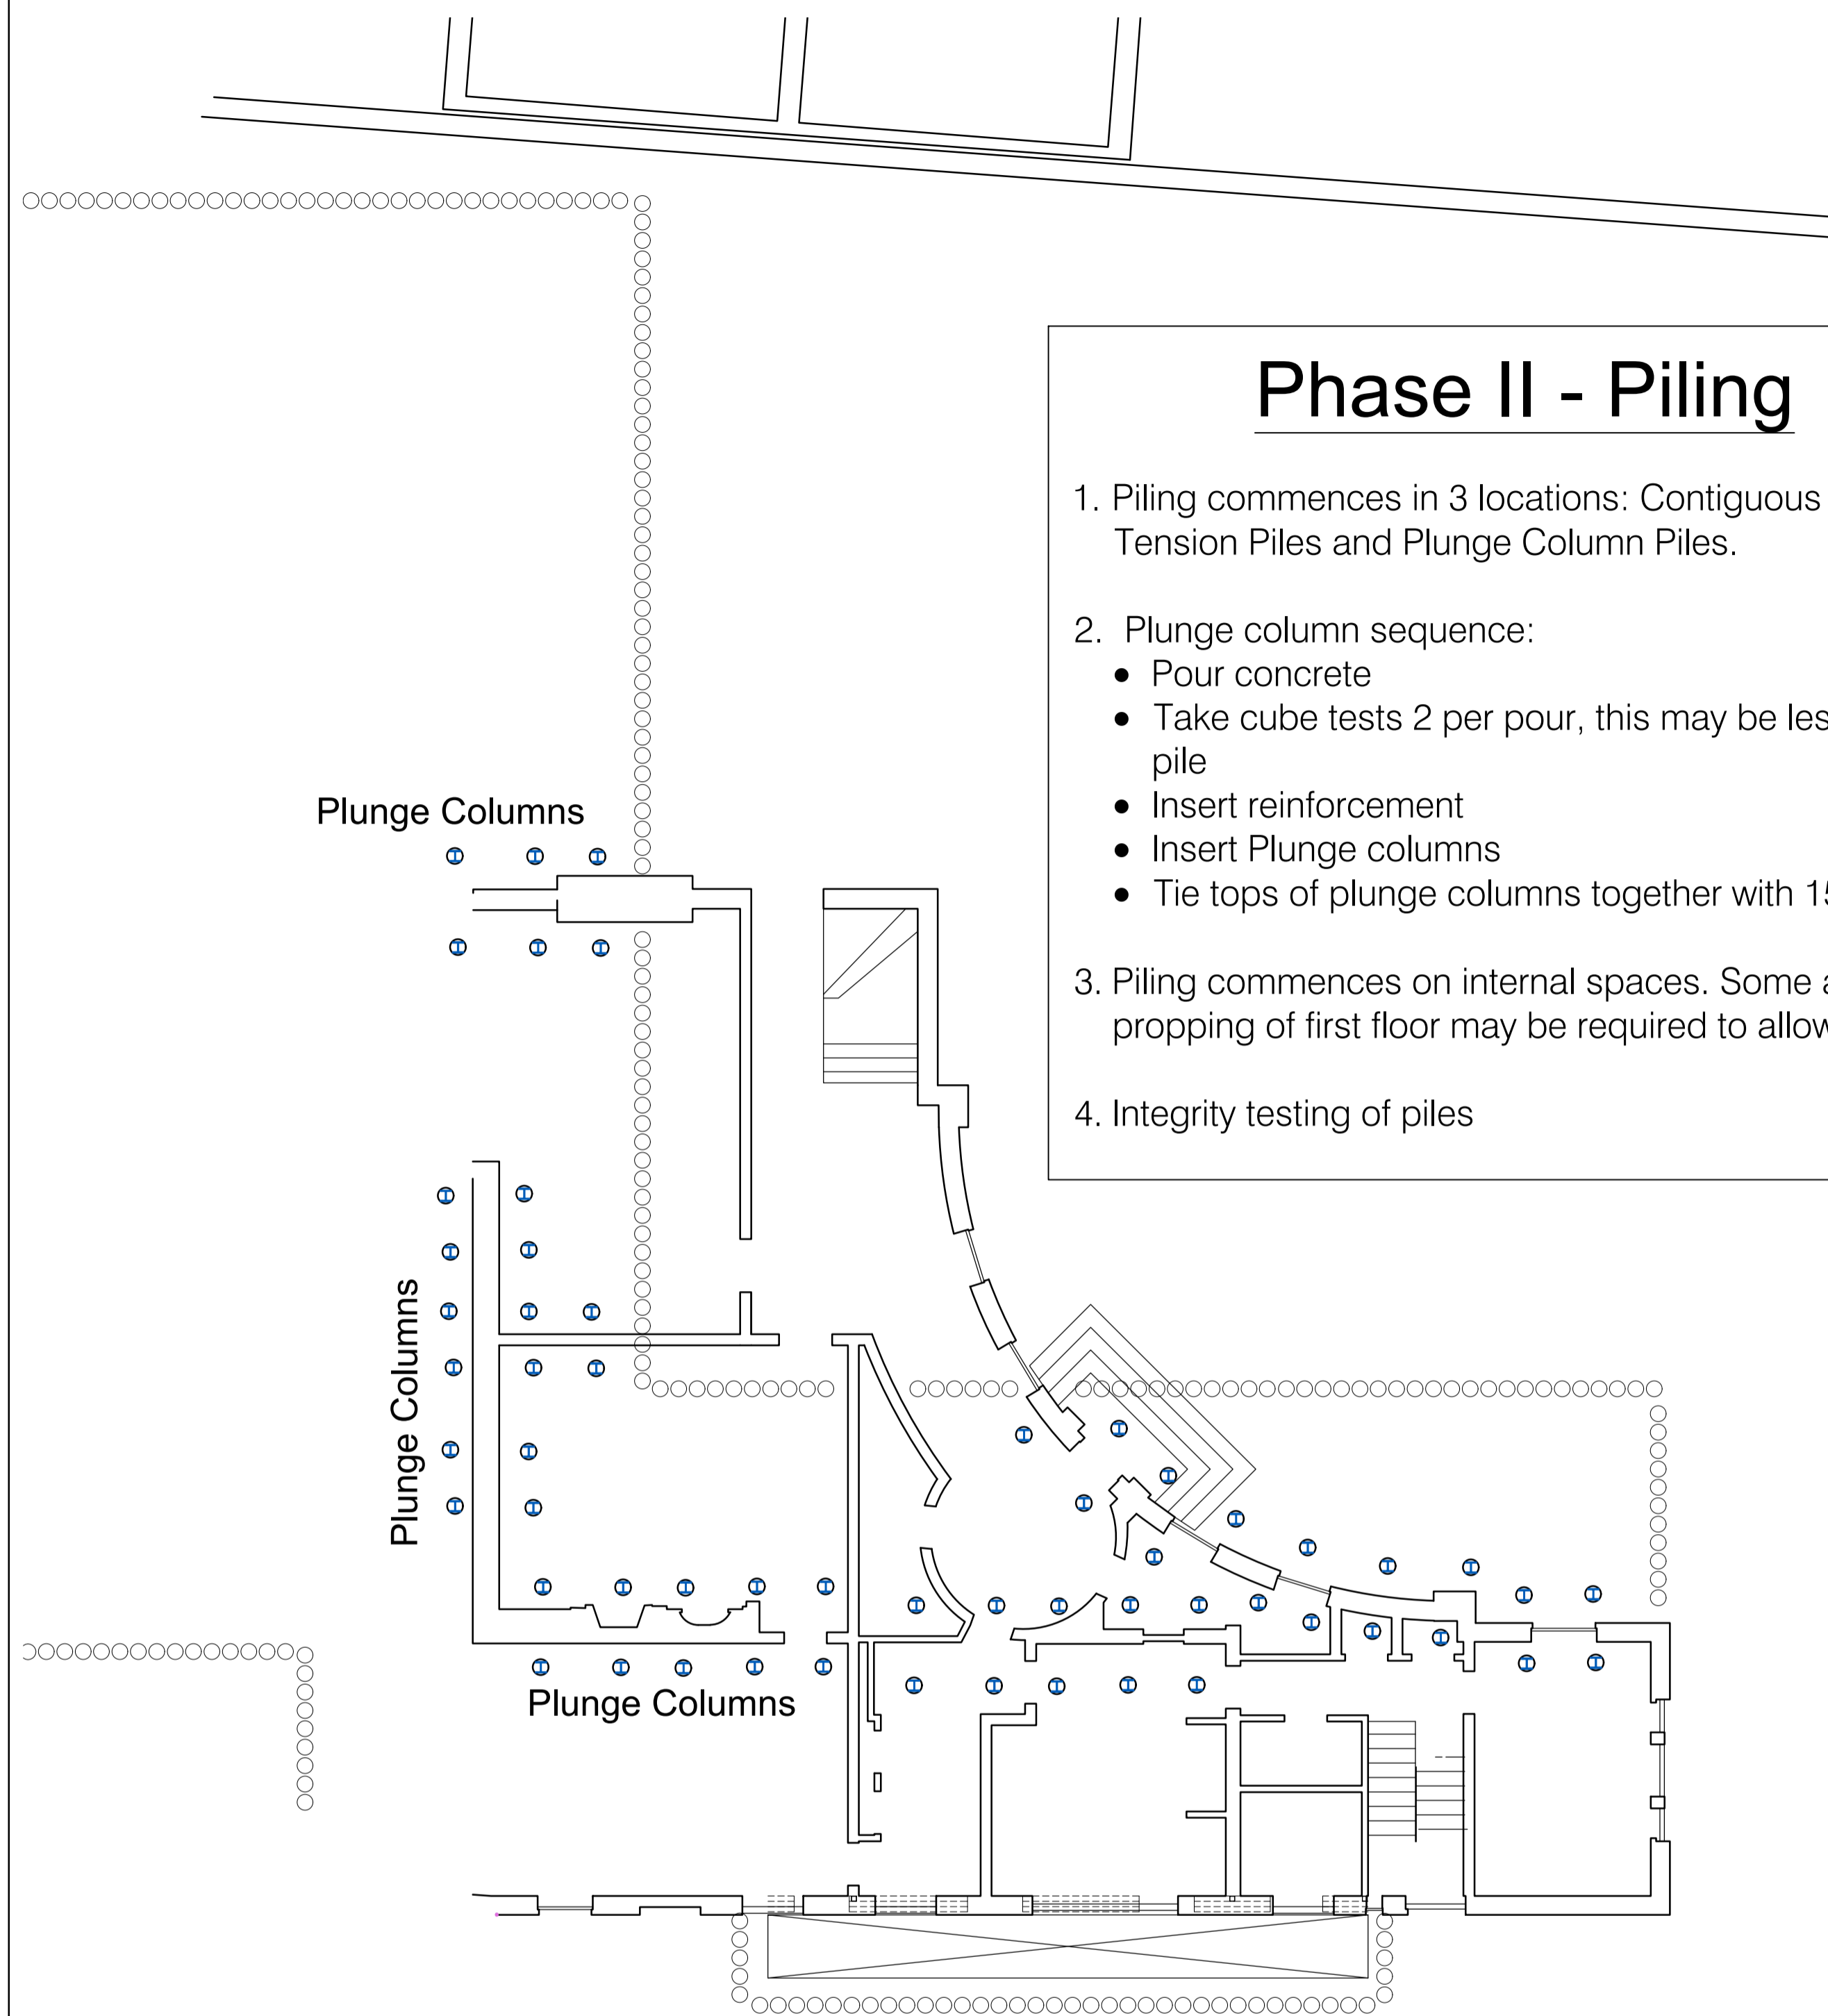 Phase II - Piling
1. Piling commences in 3 locations: Contiguous
Tension Piles and Plunge Column Piles.
2. Plunge column sequence:
● Pour concrete
● Take cube tests 2 per pour, this may be les
pile
● Insert reinforcement
● Insert Plunge columns
● Tie tops of plunge columns together with 15
3. Piling commences on internal spaces. Some a
propping of first floor may be required to allow
4. Integrity testing of piles
Plunge Columns
Plunge Columns
Plunge Columns